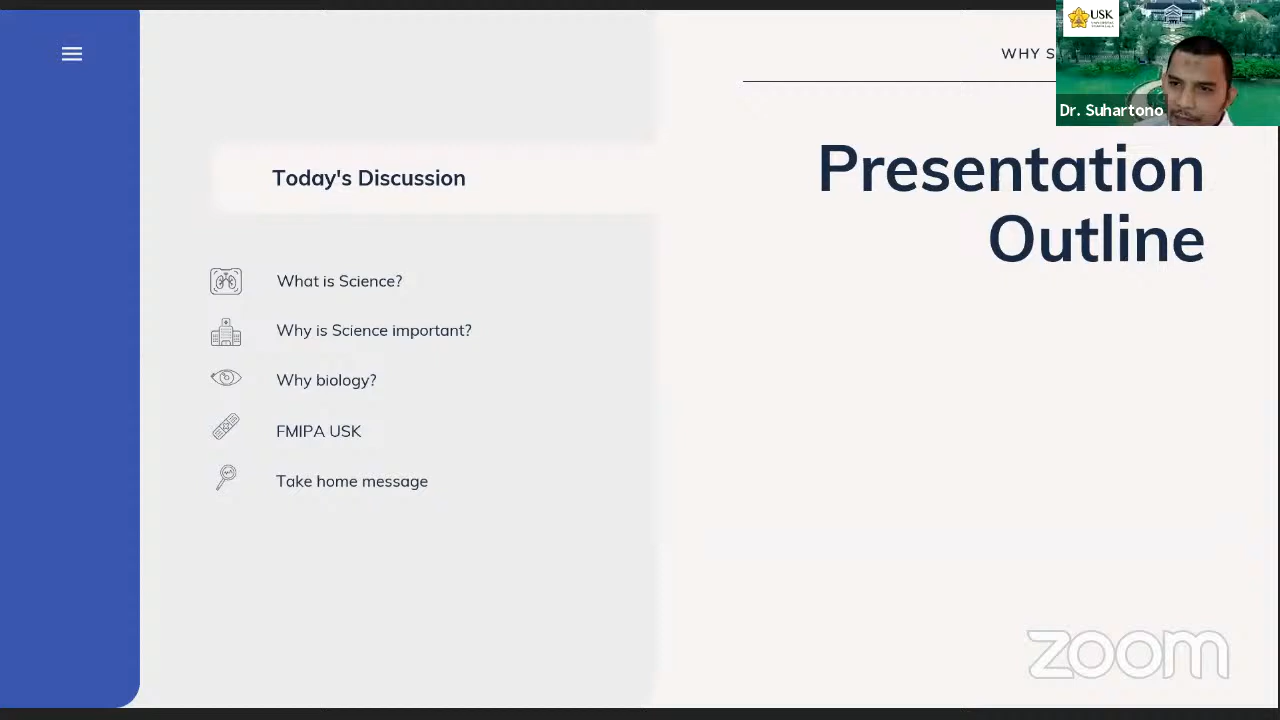 WHY S
USK
Dr. Suhartono
Presentation
Outline
Today's Discussion
What is Science?
Why is Science important?
Why biology?
FMIPA USK
Take home message
zoom